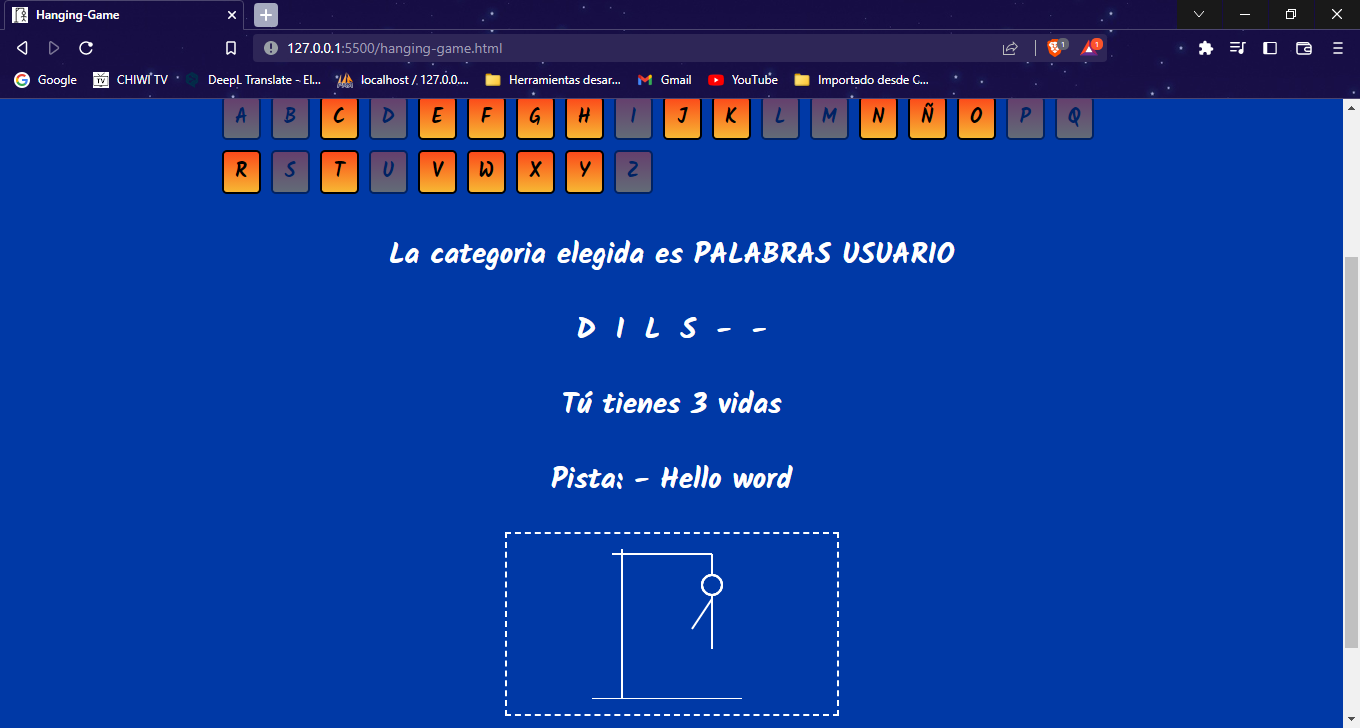 Hanging-Game
127.0.0.1:5500/hanging-game.html
1
1
Google
CHIWI TV
DeepL Translate - El...
localhost / 127.0.0....
Herramientas desar...
Gmail
YouTube
Importado desde C...
A B C D E F G H I J K L M N Ñ O P Q
R S T U V W X Y Z
La categoria elegida es PALABRAS USUARIO
D I L S - -
Tú tienes 3 vidas
Pista: - Hello word